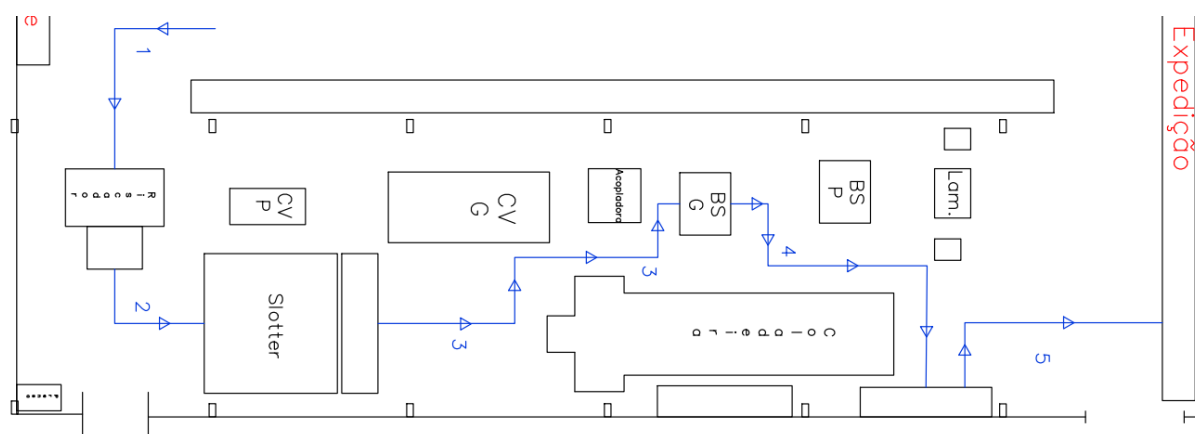 e
Expedição
1
Riscador
CV
P
CV
G
Acopladora
BS
G
BS
P
Lam.
2
Slotter
3
3
4
Coladeira
5